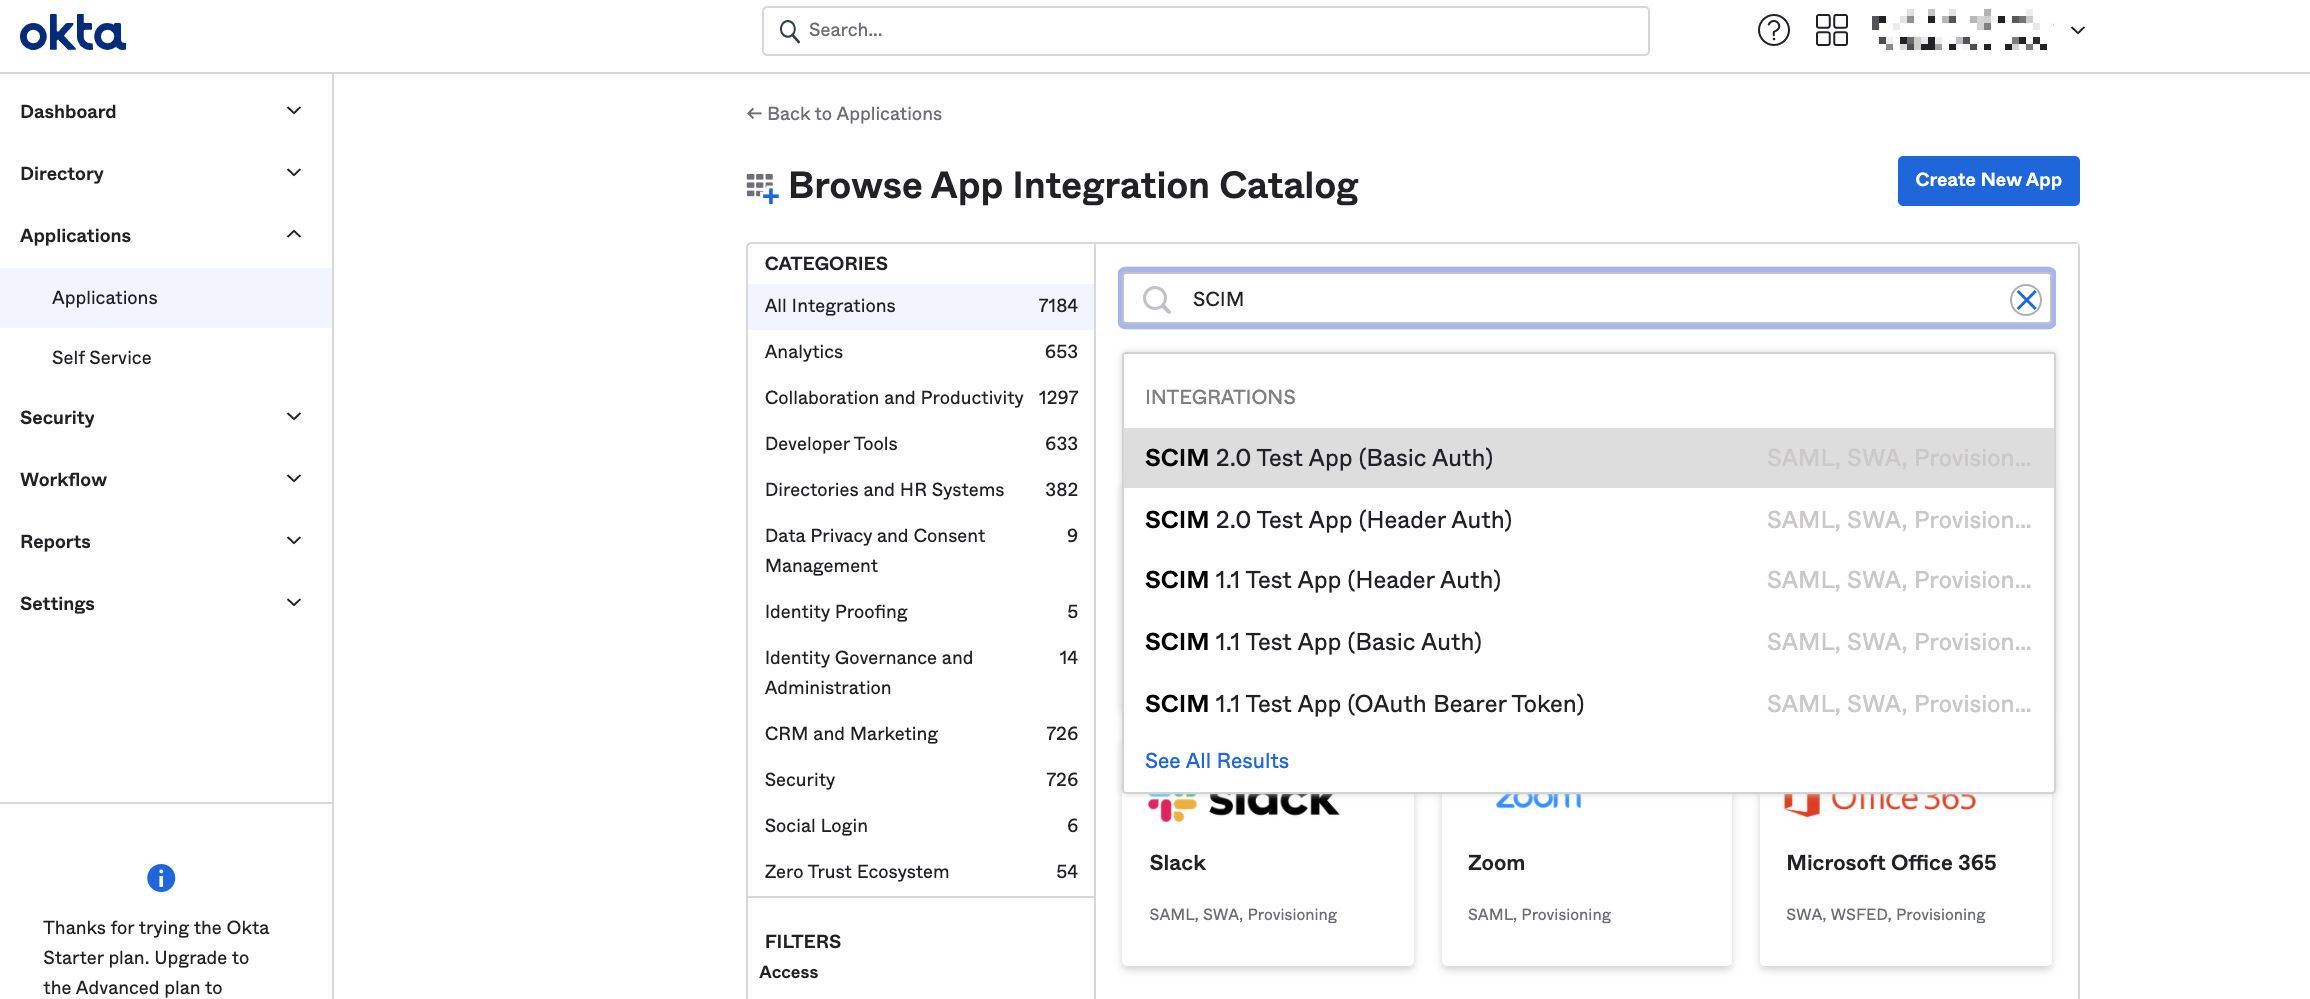 okta
Search...
Dashboard
Directory
Applications
Applications
Self Service
Security
Workflow
Reports
Settings
Thanks for trying the Okta
Starter plan. Upgrade to
the Advanced plan to
← Back to Applications
Browse App Integration Catalog
Create New App
CATEGORIES
All Integrations 7184
Analytics 653
Collaboration and Productivity 1297
Developer Tools 633
Directories and HR Systems 382
Data Privacy and Consent 9
Management
Identity Proofing 5
Identity Governance and 14
Administration
CRM and Marketing 726
Security 726
Social Login 6
Zero Trust Ecosystem 54
FILTERS
Access
SCIM
INTEGRATIONS
SCIM 2.0 Test App (Basic Auth) SAML, SWA, Provision...
SCIM 2.0 Test App (Header Auth) SAML, SWA, Provision...
SCIM 1.1 Test App (Header Auth) SAML, SWA, Provision...
SCIM 1.1 Test App (Basic Auth) SAML, SWA, Provision...
SCIM 1.1 Test App (OAuth Bearer Token) SAML, SWA, Provision...
See All Results
slack
zoom
Office 365
Slack
Zoom
Microsoft Office 365
SAML, SWA, Provisioning
SAML, Provisioning
SWA, WSFED, Provisioning